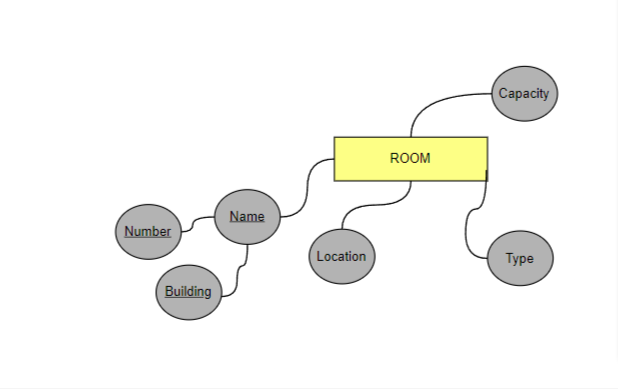 Capacity
ROOM
Name
Number
Location
Type
Building